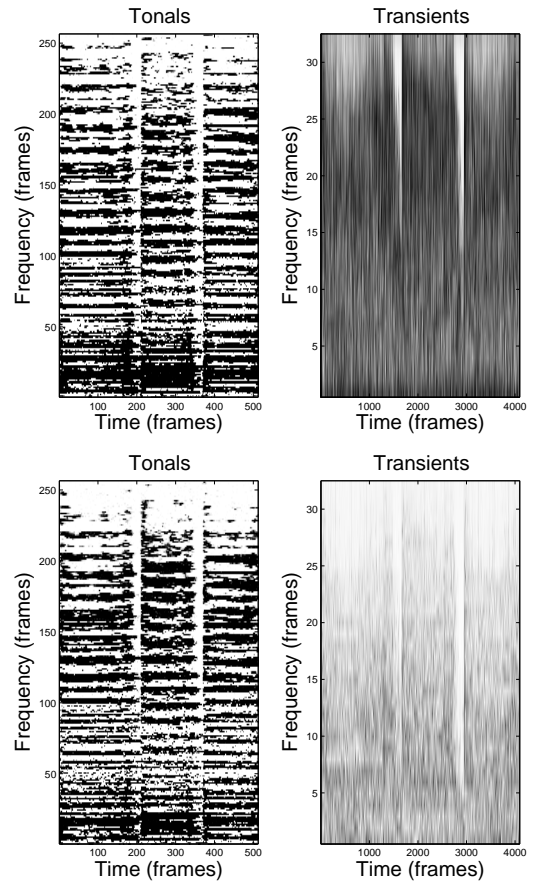 Tonals
Transients
250
200
150
100
50
Frequency (frames)
100 200 300 400 500
Time (frames)
30
25
20
15
10
5
Frequency (frames)
1000 2000 3000 4000
Time (frames)
Tonals
Transients
250
200
150
100
50
Frequency (frames)
100 200 300 400 500
Time (frames)
30
25
20
15
10
5
Frequency (frames)
1000 2000 3000 4000
Time (frames)